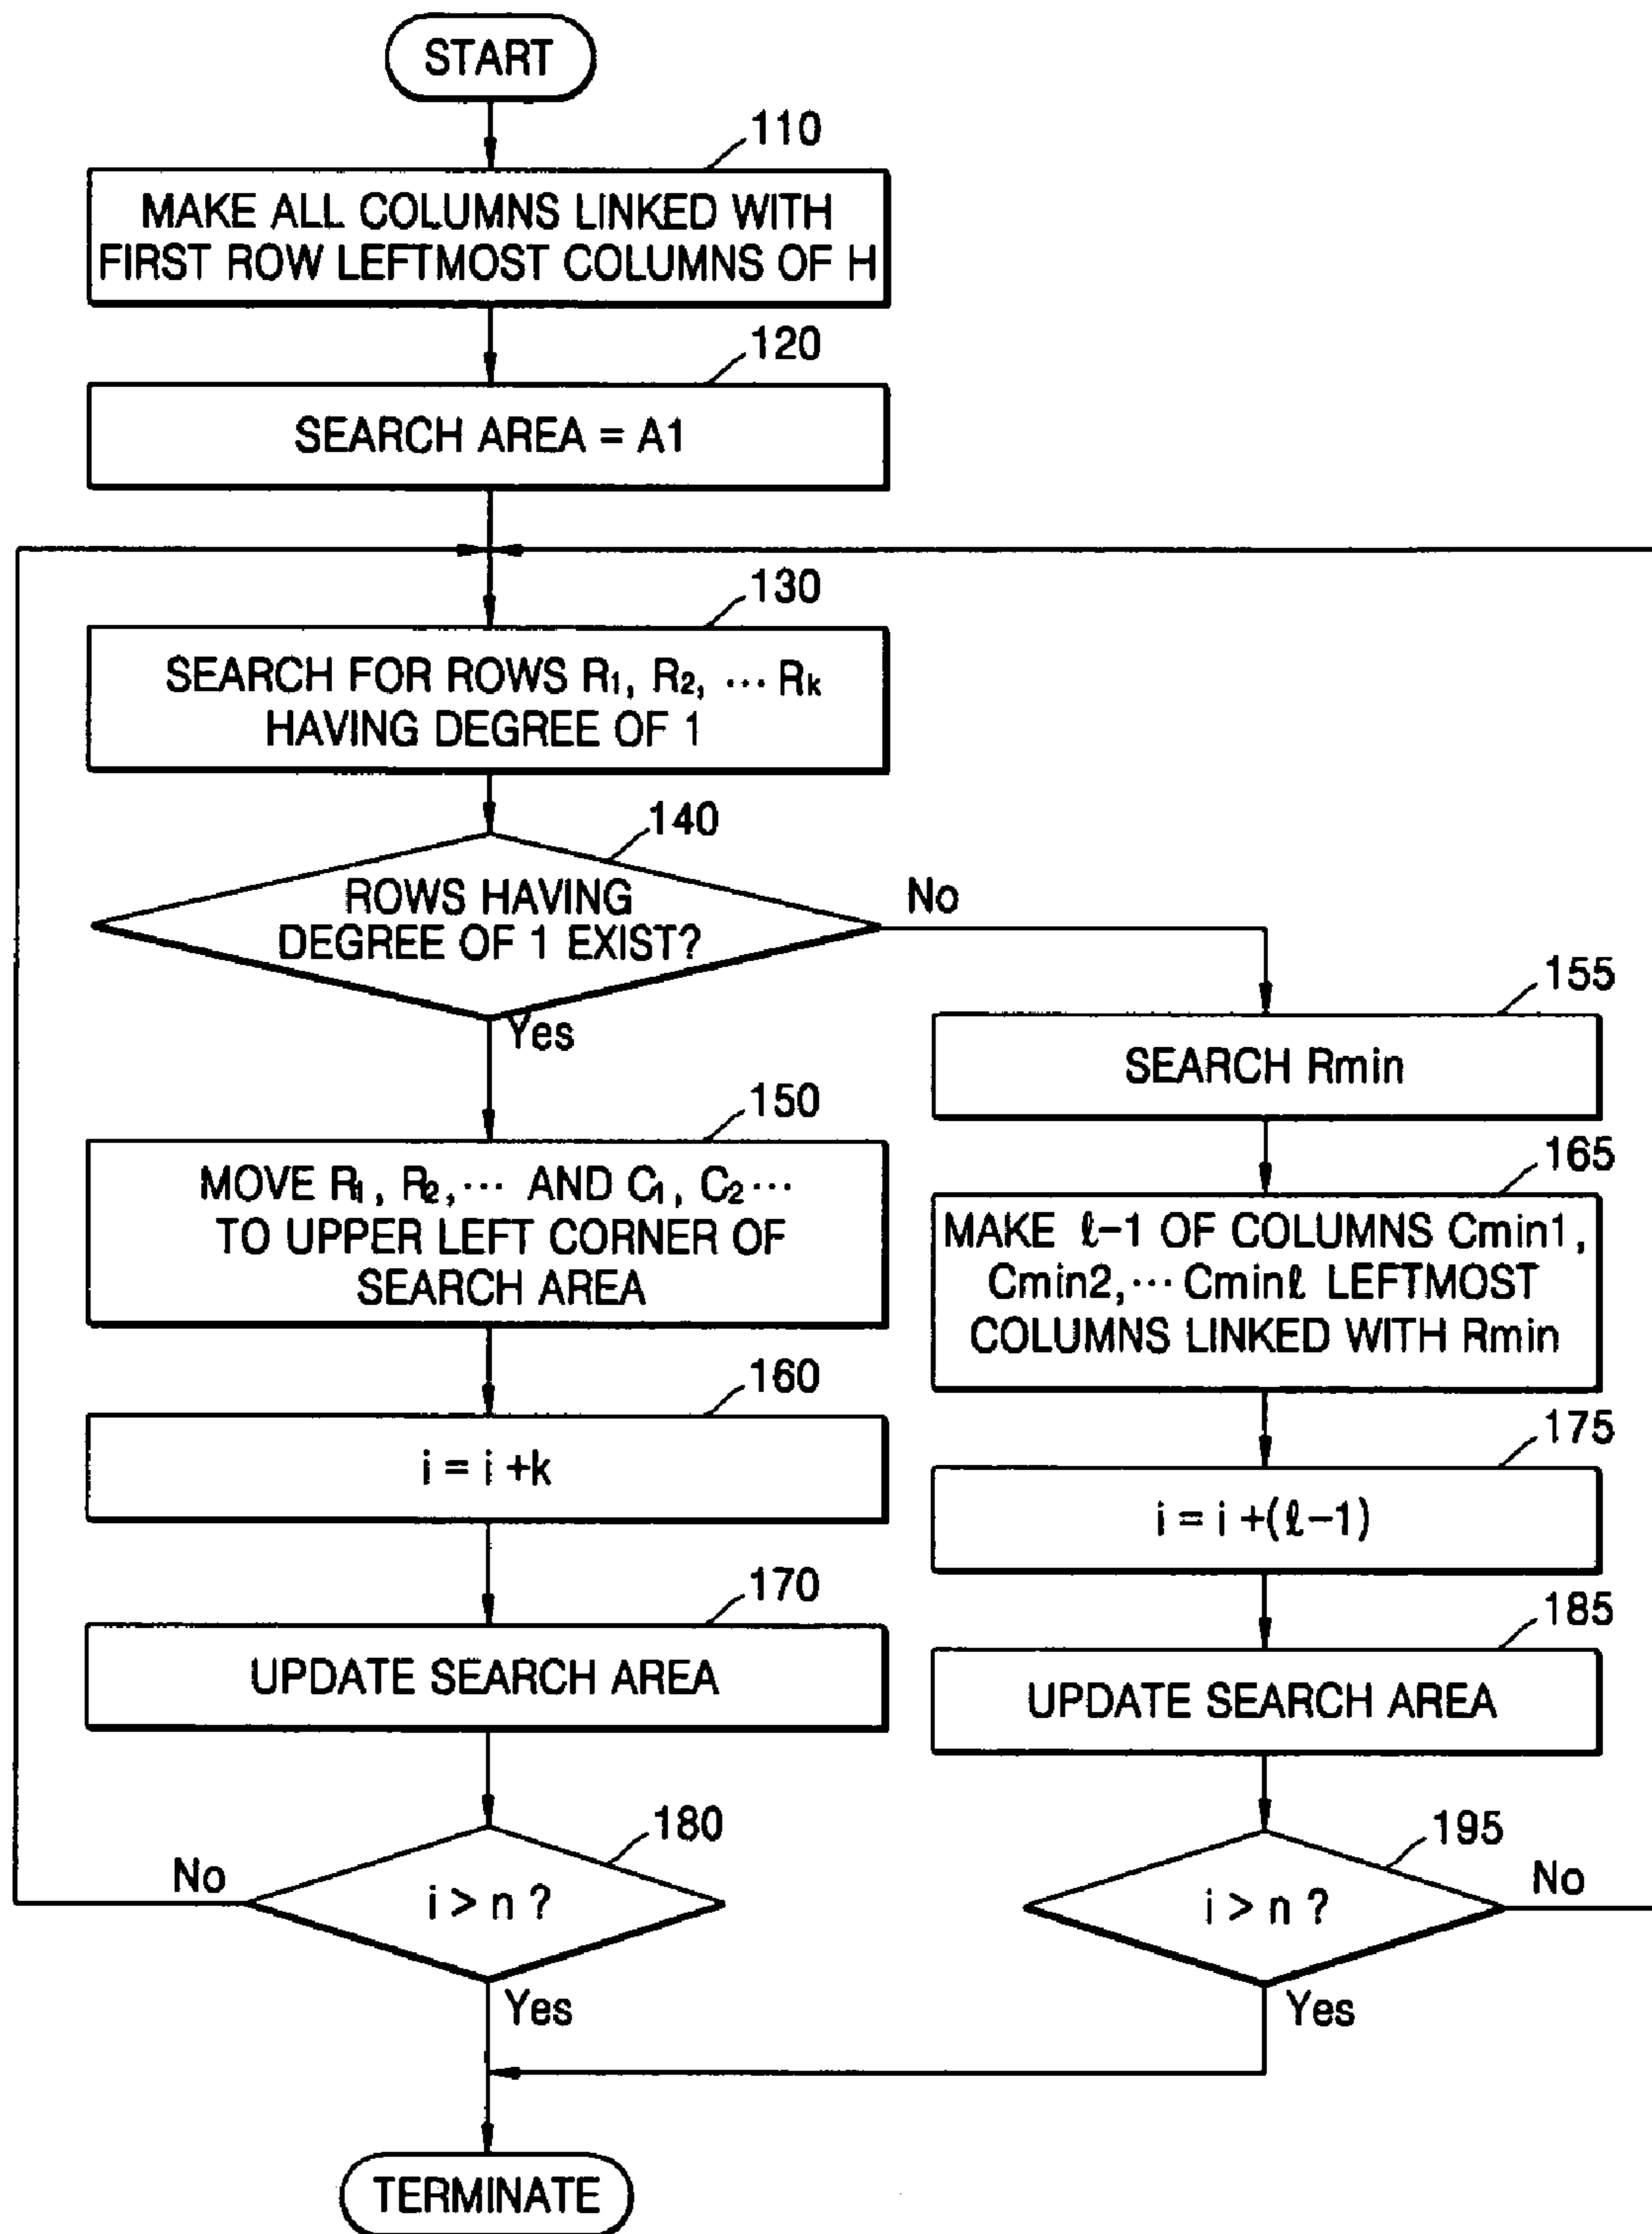 START
110
MAKE ALL COLUMNS LINKED WITH
FIRST ROW LEFTMOST COLUMNS OF H
120
SEARCH AREA = A1
130
SEARCH FOR ROWS R1, R2, ··· Rk
HAVING DEGREE OF 1
140
ROWS HAVING
DEGREE OF 1 EXIST?
No
Yes
150
MOVE R1, R2, ··· AND C1, C2 ···
TO UPPER LEFT CORNER OF
SEARCH AREA
160
i = i +k
170
UPDATE SEARCH AREA
180
i > n ?
No
Yes
155
SEARCH Rmin
165
MAKE ℓ-1 OF COLUMNS Cmin1,
Cmin2, ··· Cminℓ LEFTMOST
COLUMNS LINKED WITH Rmin
175
i = i +(ℓ-1)
185
UPDATE SEARCH AREA
195
i > n ?
No
Yes
TERMINATE